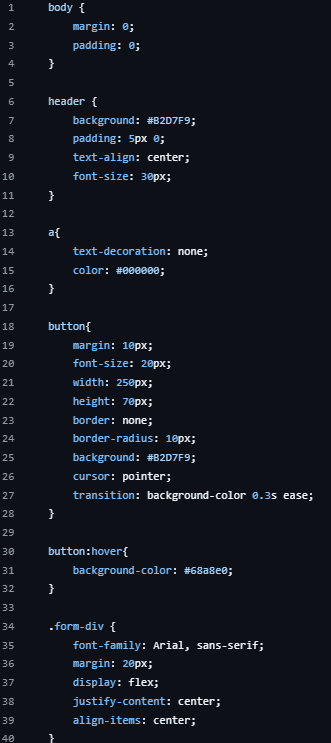 1 body {
2 margin: 0;
3 padding: 0;
4 }
5
6 header {
7 background: #B2D7F9;
8 padding: 5px 0;
9 text-align: center;
10 font-size: 30px;
11 }
12
13 a{
14 text-decoration: none;
15 color: #000000;
16 }
17
18 button{
19 margin: 10px;
20 font-size: 20px;
21 width: 250px;
22 height: 70px;
23 border: none;
24 border-radius: 10px;
25 background: #B2D7F9;
26 cursor: pointer;
27 transition: background-color 0.3s ease;
28 }
29
30 button:hover{
31 background-color: #68a8e0;
32 }
33
34 .form-div {
35 font-family: Arial, sans-serif;
36 margin: 20px;
37 display: flex;
38 justify-content: center;
39 align-items: center;
40 }